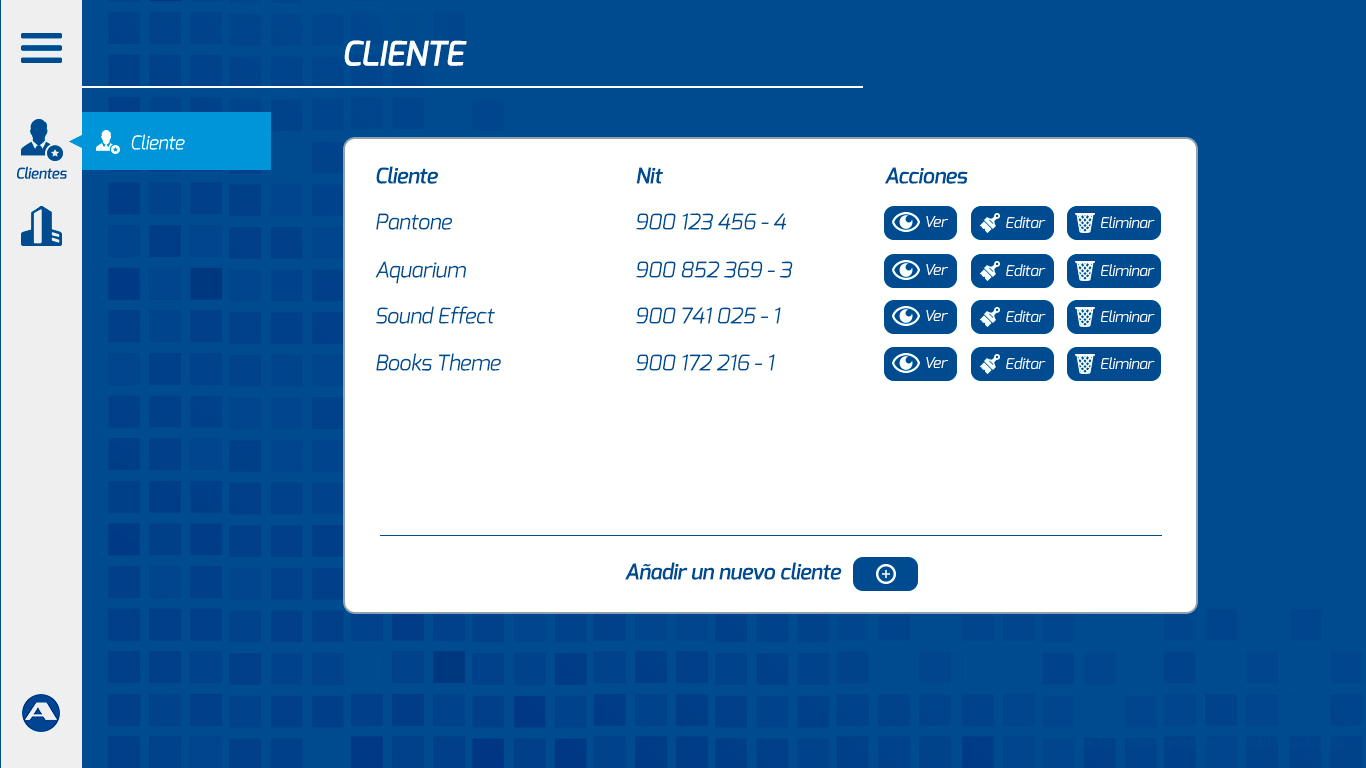 CLIENTE
Cliente
Clientes
Cliente Nit Acciones
Pantone 900 123 456 - 4 Ver Editar Eliminar
Aquarium 900 852 369 - 3 Ver Editar Eliminar
Sound Effect 900 741 025 - 1 Ver Editar Eliminar
Books Theme 900 172 216 - 1 Ver Editar Eliminar
Añadir un nuevo cliente